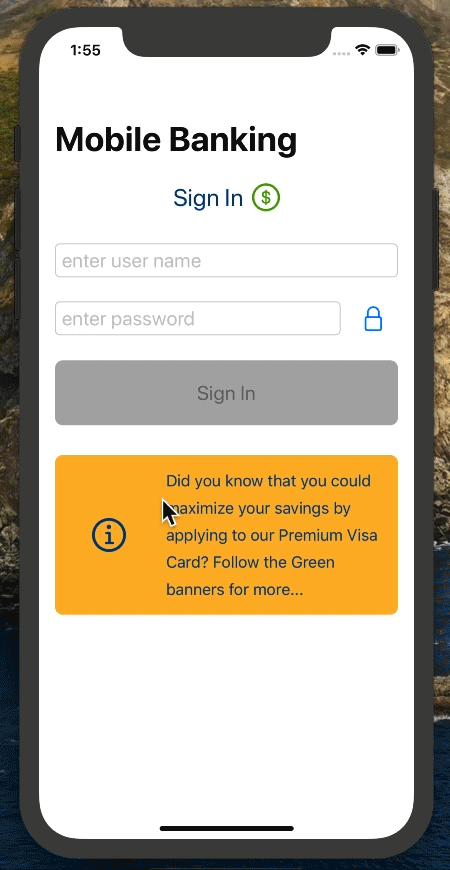 1:55
Mobile Banking
Sign In $
enter user name
enter password
Sign In
Did you know that you could
maximize your savings by
applying to our Premium Visa
Card? Follow the Green
banners for more...